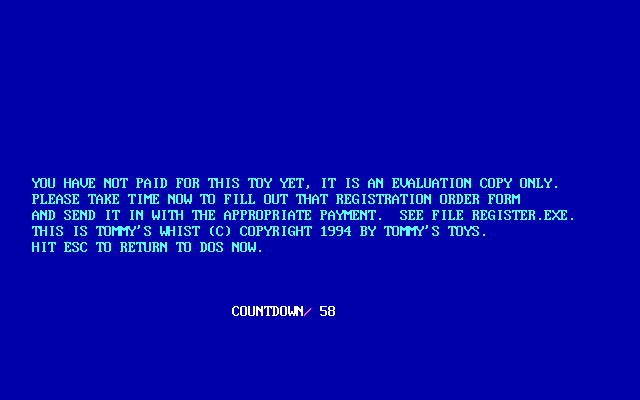 YOU HAVE NOT PAID FOR THIS TOY YET, IT IS AN EVALUATION COPY ONLY.
PLEASE TAKE TIME NOW TO FILL OUT THAT REGISTRATION ORDER FORM
AND SEND IT IN WITH THE APPROPRIATE PAYMENT.  SEE FILE REGISTER.EXE.
THIS IS TOMMY'S WHIST (C) COPYRIGHT 1994 BY TOMMY'S TOYS.
HIT ESC TO RETURN TO DOS NOW.
COUNTDOWN/ 58